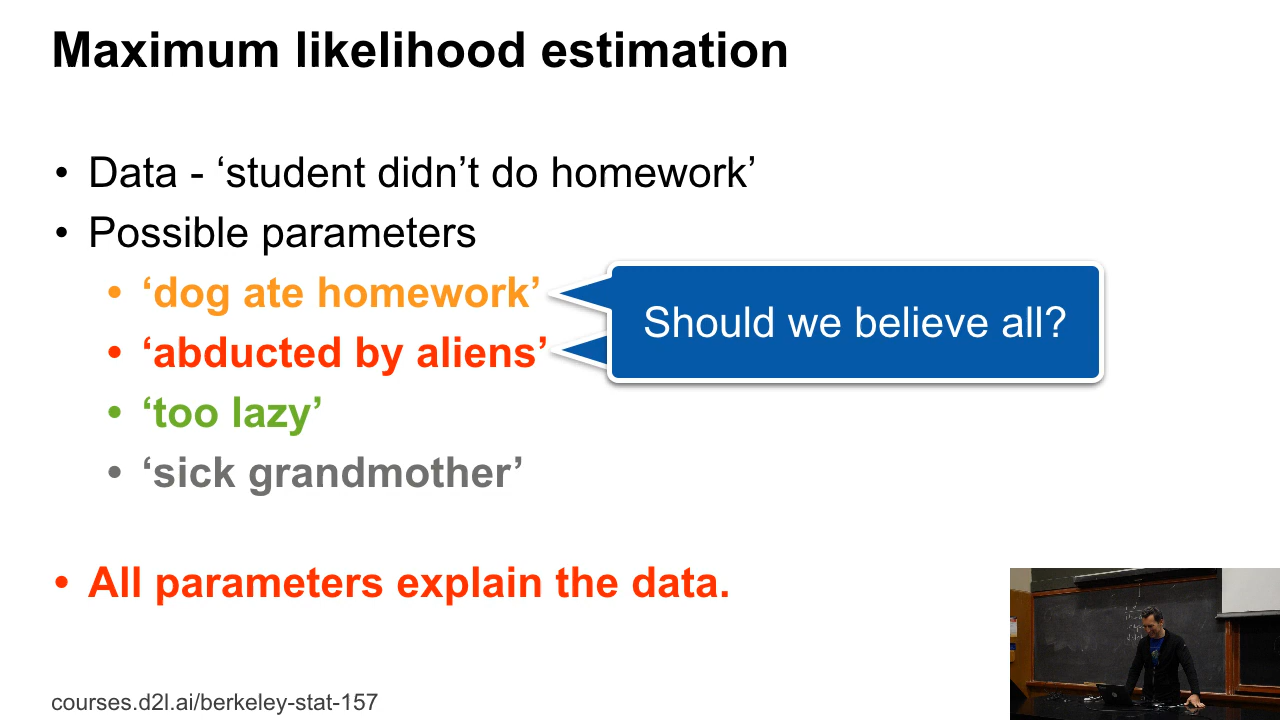 Maximum likelihood estimation
• Data - ‘student didn’t do homework’
• Possible parameters
• ‘dog ate homework’
Should we believe all?
• ‘abducted by aliens’
• ‘too lazy’
• ‘sick grandmother’
• All parameters explain the data.
courses.d2l.ai/berkeley-stat-157